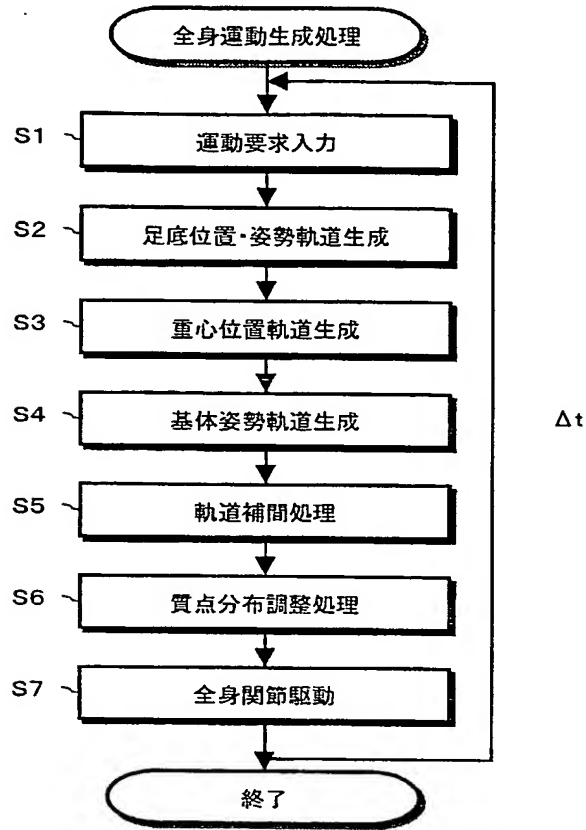 全身運動生成処理
S1
運動要求入力
S2
足底位置・姿勢軌道生成
S3
重心位置軌道生成
S4
基体姿勢軌道生成
Δt
S5
軌道補間処理
S6
質点分布調整処理
S7
全身関節駆動
終了